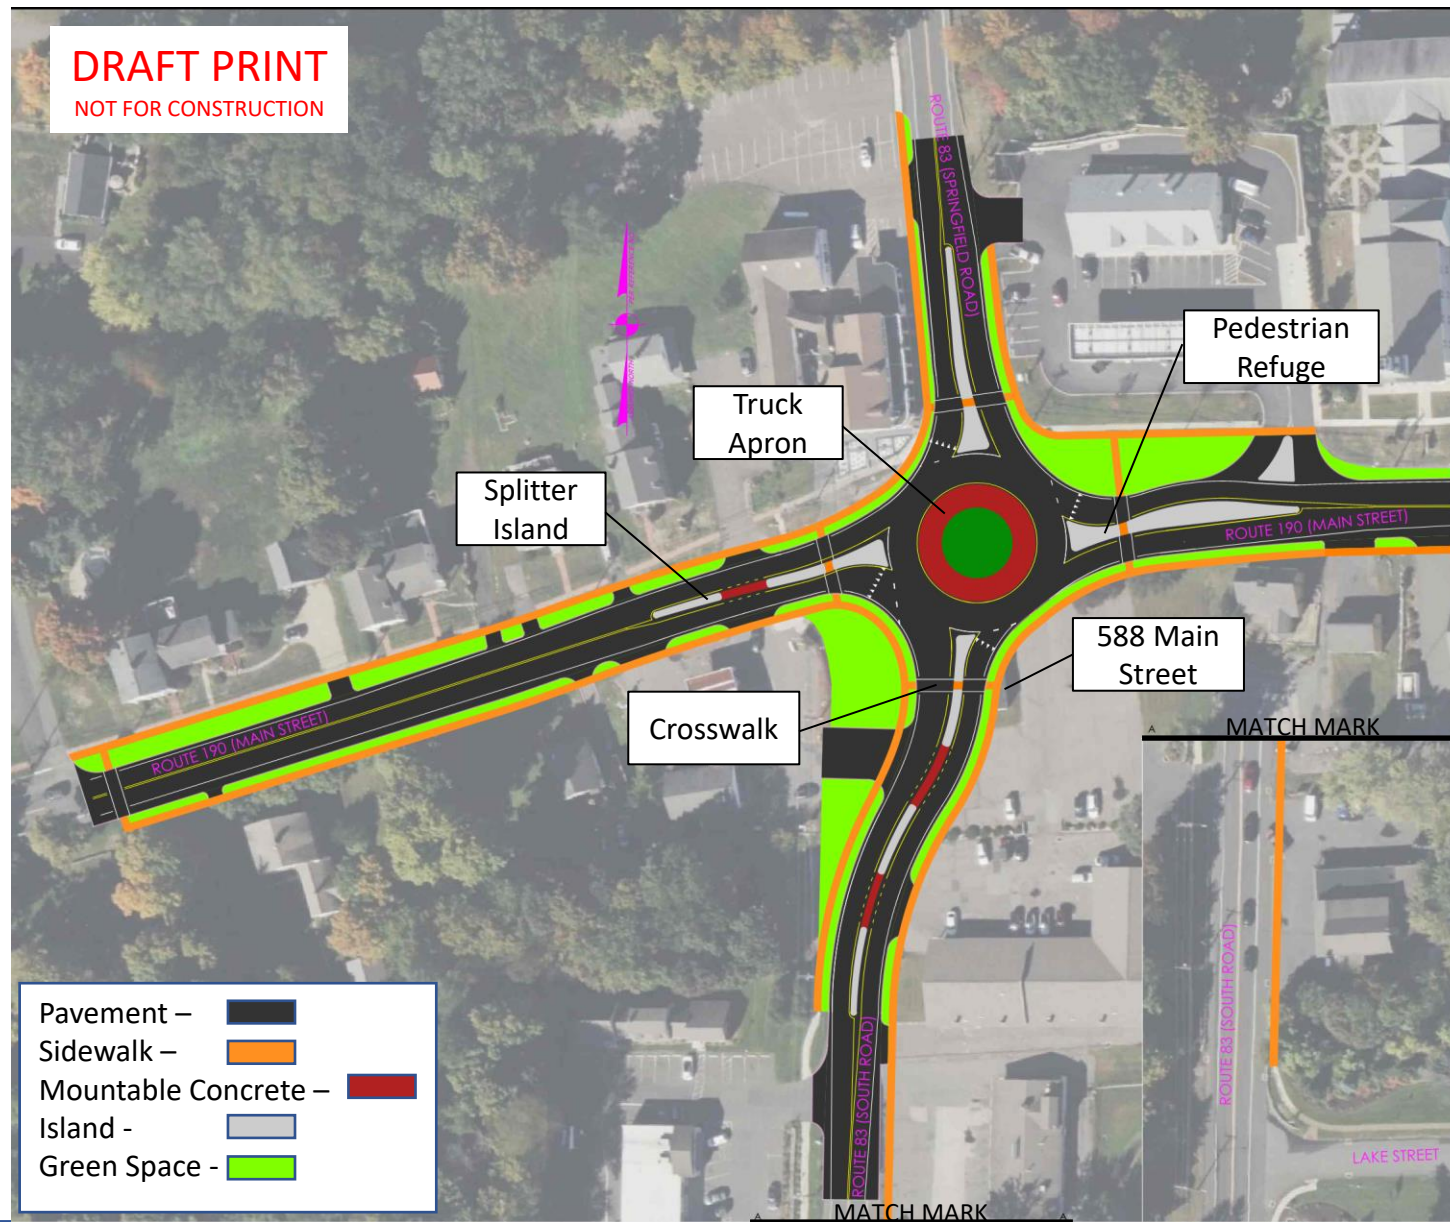 DRAFT PRINT
NOT FOR CONSTRUCTION
ROUTE 83 (SPRINGFIELD ROAD)
Pedestrian
Refuge
Truck
Apron
Splitter
Island
ROUTE 190 (MAIN STREET)
588 Main
Street
Crosswalk
ROUTE 190 (MAIN STREET)
A
MATCH MARK
ROUTE 83 (SOUTH ROAD)
LAKE STREET
Pavement –
Sidewalk –
Mountable Concrete –
Island -
Green Space -
ROUTE 83 (SOUTH ROAD)
A
MATCH MARK
A